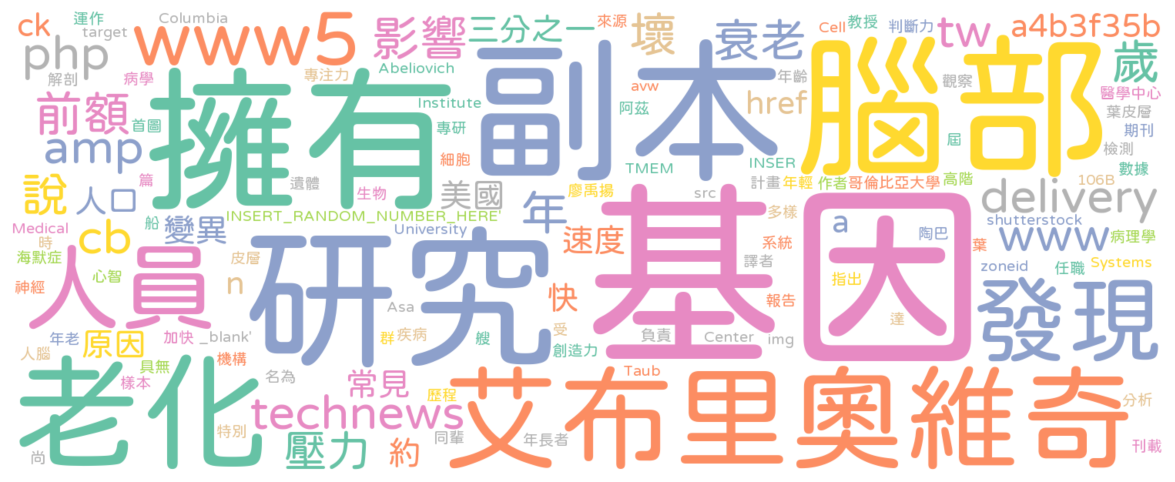 ck
運作
Columbia
target
www5
影響
三分之一
來源
壞
衰老
Cell
教授
判斷力
tw
a4b3f35b
php
解剖
病學
專注力
Abeliovich
avw
年齡
觀察
歲
醫學中心
前額
首圖
擁有
Institute
專研
副本
阿茲
href
腦部
葉皮層
期刊
amp
細胞
TMEM
INSER
屆
檢測
數據
說
人口
篇
遺體
生物
美國
廖禹揚
計畫
年輕
作者
哥倫比亞大學
高階
106B
src
delivery
船
變異
INSERT_RANDOM_NUMBER_HERE'
年
多樣
a
陶巴
shutterstock
www
Medical
時
cb
University
速度
系統
葉
病理學
海默症
心智
皮層
譯者
zoneid
任職
Systems
人員
神經
n
研究
快
基因
報告
指出
發現
Asa
達
年老
原因
加快
_blank'
群
疾病
艘
受
創造力
負責
Center
img
人腦
具無
機構
樣本
名為
常見
歷程
Taub
老化
technews
艾布里奧維奇
分析
特別
尚
壓力
約
同輩
年長者
刊載